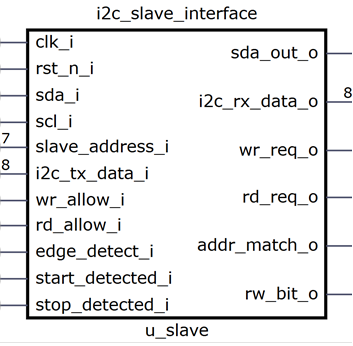 i2c_slave_interface
clk_i
rst_n_i
sda_i
scl_i
7
slave_address_i
8
i2c_tx_data_i
wr_allow_i
rd_allow_i
edge_detect_i
start_detected_i
stop_detected_i
sda_out_o
i2c_rx_data_o
8
wr_req_o
rd_req_o
addr_match_o
rw_bit_o
u_slave